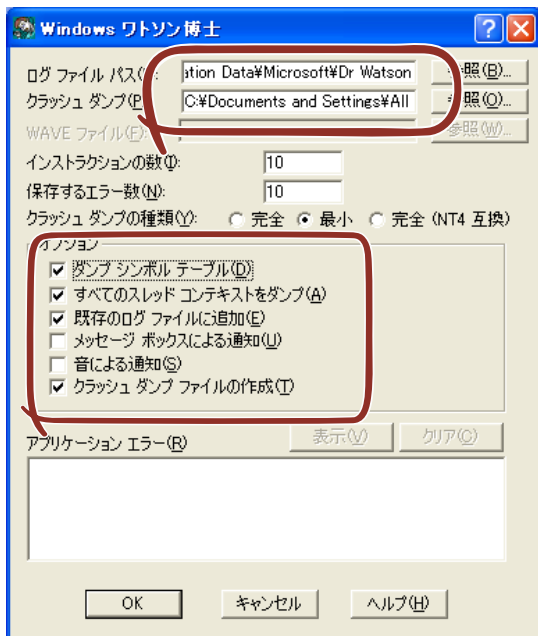 Windows ワトソン博士
ログ ファイル パス( ation Data¥Microsoft¥Dr Watson 参照(B)...
クラッシュ ダンプ(P C:¥Documents and Settings¥All 参照(O)...
WAVE ファイル(F): 参照(W)...
インストラクションの数(I): 10
保存するエラー数(N): 10
クラッシュ ダンプの種類(Y): 完全 最小 完全 (NT4 互換)
オプション
ダンプ シンボル テーブル(D)
すべてのスレッド コンテキストをダンプ(A)
既存のログ ファイルに追加(E)
メッセージ ボックスによる通知(U)
音による通知(S)
クラッシュ ダンプ ファイルの作成(T)
アプリケーション エラー(R) 表示(V) クリア(C)
OK キャンセル ヘルプ(H)